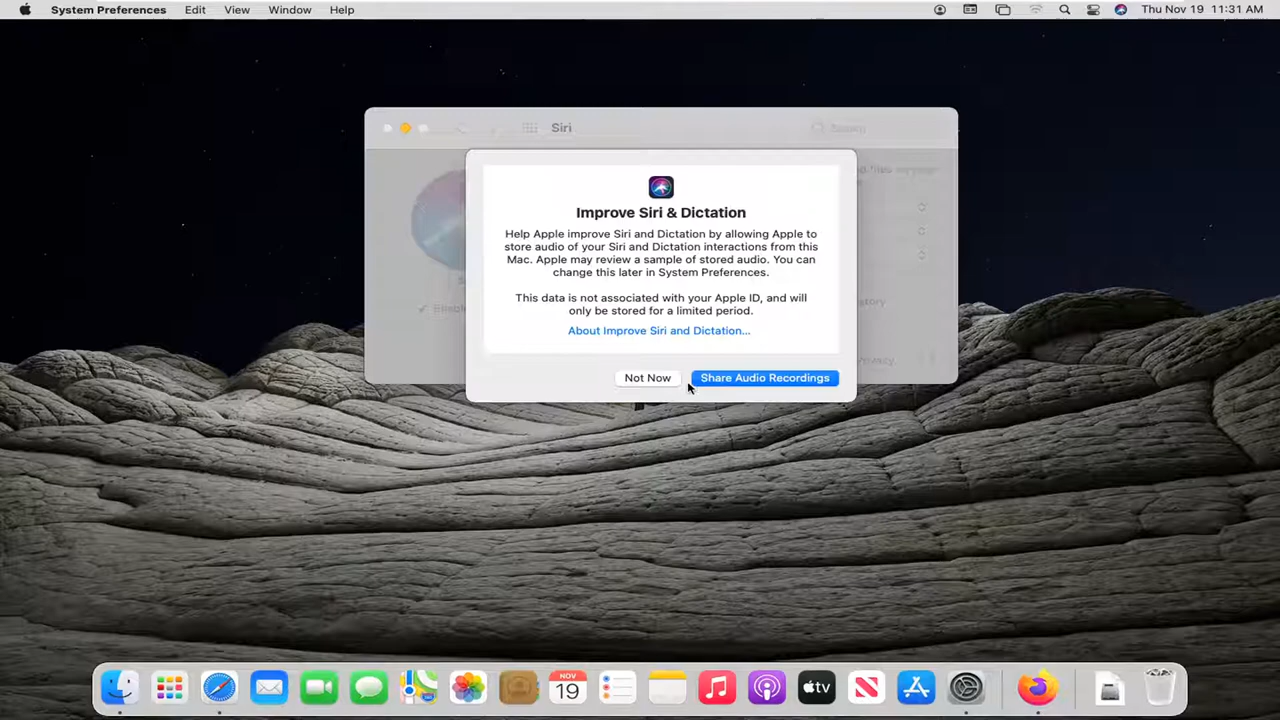 System Preferences Edit View Window Help Thu Nov 19 11:31 AM
Siri
Improve Siri & Dictation
Help Apple improve Siri and Dictation by allowing Apple to
store audio of your Siri and Dictation interactions from this
Mac. Apple may review a sample of stored audio. You can
change this later in System Preferences.
This data is not associated with your Apple ID, and will
only be stored for a limited period.
About Improve Siri and Dictation...
Not Now Share Audio Recordings
NOV
19
tv